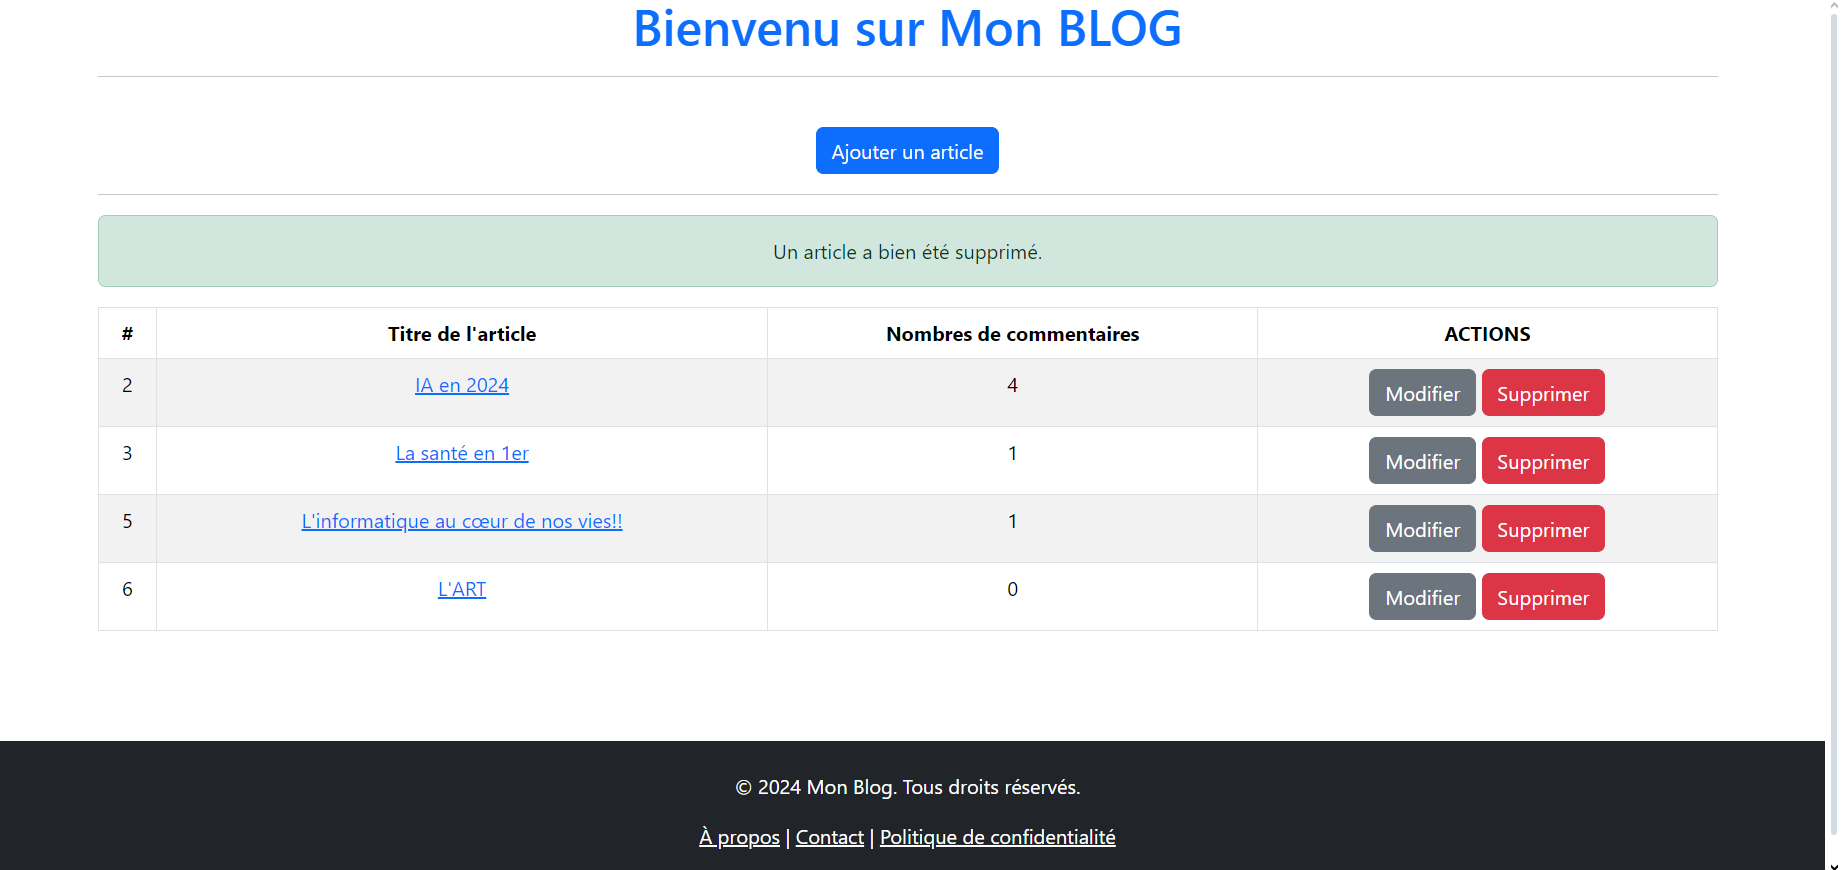 Bienvenu sur Mon BLOG
Ajouter un article
Un article a bien été supprimé.
# Titre de l'article Nombres de commentaires ACTIONS
2 IA en 2024 4 Modifier Supprimer
3 La santé en 1er 1 Modifier Supprimer
5 L'informatique au cœur de nos vies!! 1 Modifier Supprimer
6 L'ART 0 Modifier Supprimer
© 2024 Mon Blog. Tous droits réservés.
À propos | Contact | Politique de confidentialité